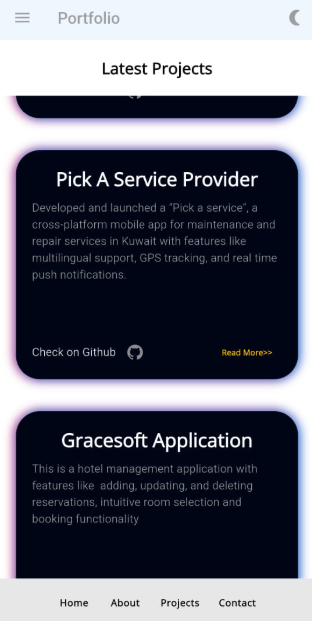 Portfolio
Latest Projects
Pick A Service Provider
Developed and launched a “Pick a service”, a
cross-platform mobile app for maintenance and
repair services in Kuwait with features like
multilingual support, GPS tracking, and real time
push notifications.
Check on Github
Read More>>
Gracesoft Application
This is a hotel management application with
features like  adding, updating, and deleting
reservations, intuitive room selection and
booking functionality
Home About Projects Contact